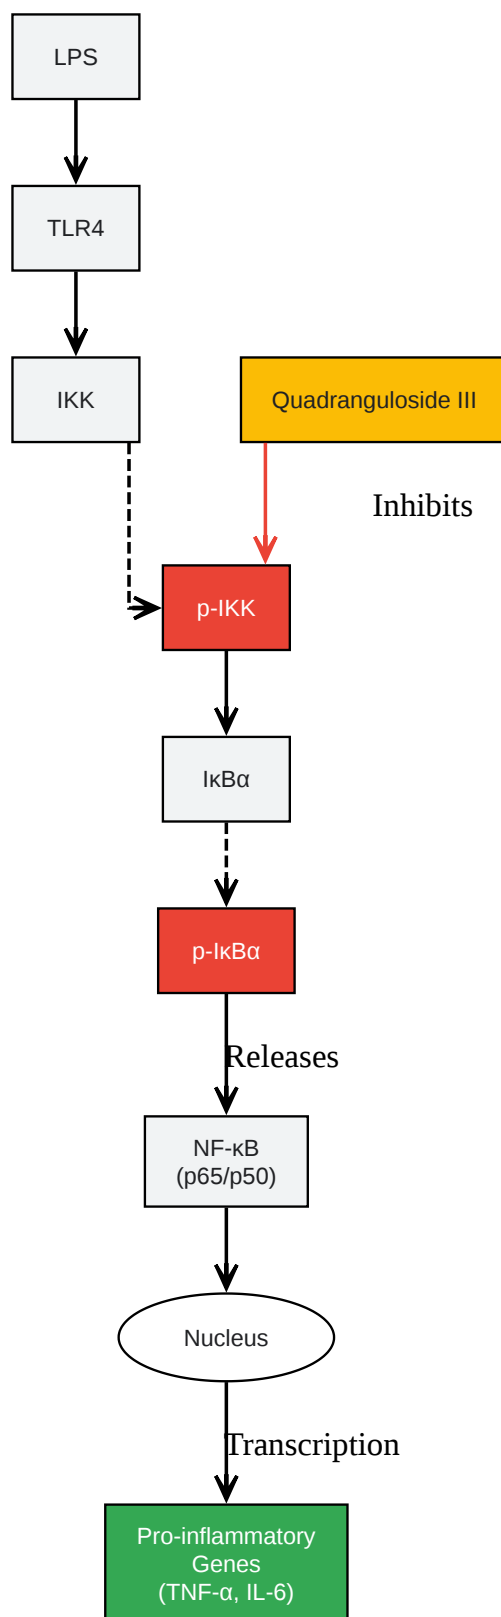 LPS
TLR4
IKK
Quadranguloside III
Inhibits
p-IKK
IκBα
p-IκBα
Releases
NF-κB
(p65/p50)
Nucleus
Transcription
Pro-inflammatory
Genes
(TNF-α, IL-6)